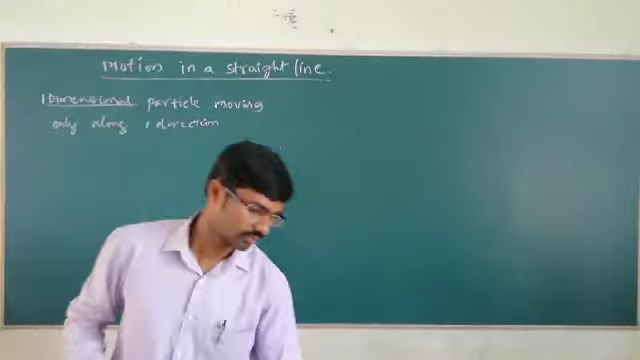 Motion in a straight line.
1 Dimensional particle moving
only along 1 direction